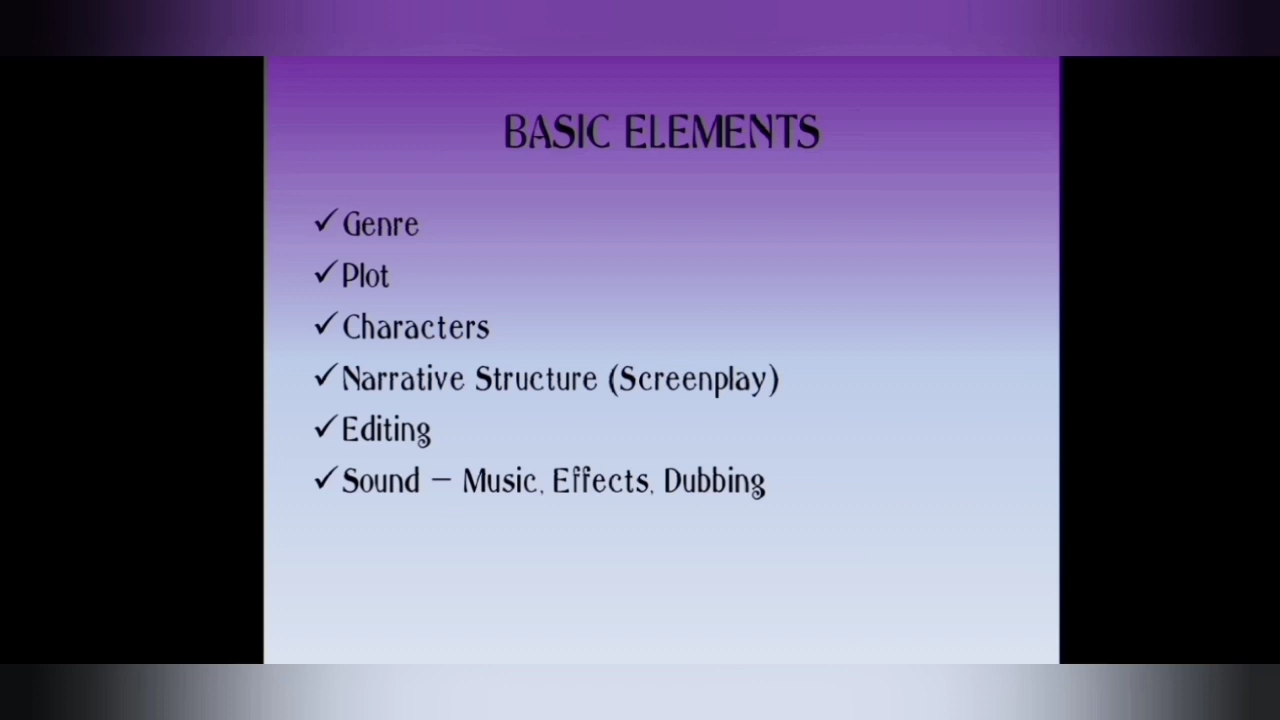 BASIC ELEMENTS
✓Genre
✓Plot
✓Characters
✓Narrative Structure (Screenplay)
✓Editing
✓Sound – Music, Effects, Dubbing